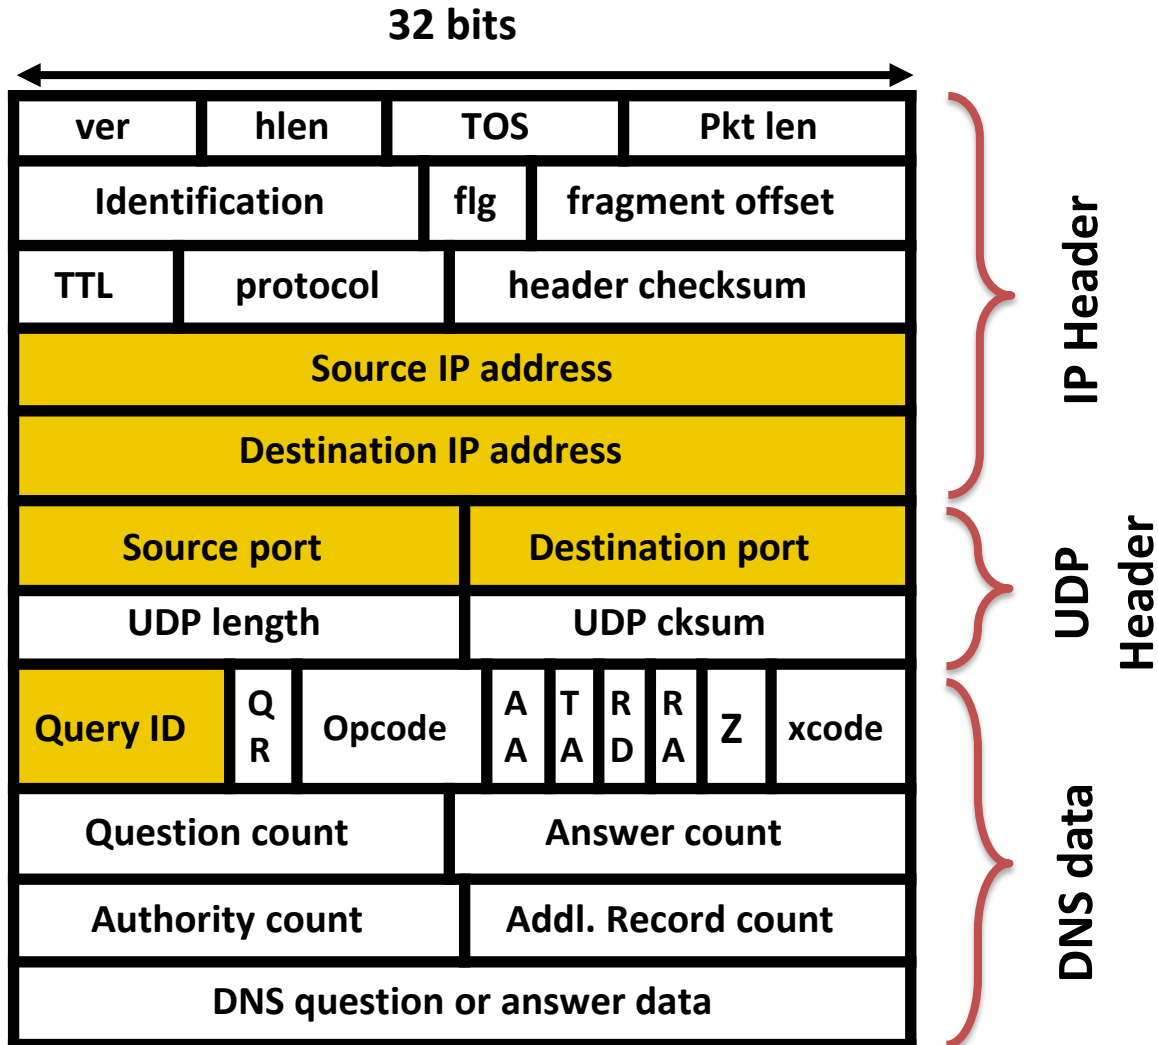 32 bits
ver hlen TOS Pkt len
Identification flg fragment offset
TTL protocol header checksum
Source IP address
Destination IP address
IP Header
Source port Destination port
UDP length UDP cksum
UDP
Header
Query ID Q R Opcode A A T A R D R A Z xcode
Question count Answer count
Authority count Addl. Record count
DNS question or answer data
DNS data